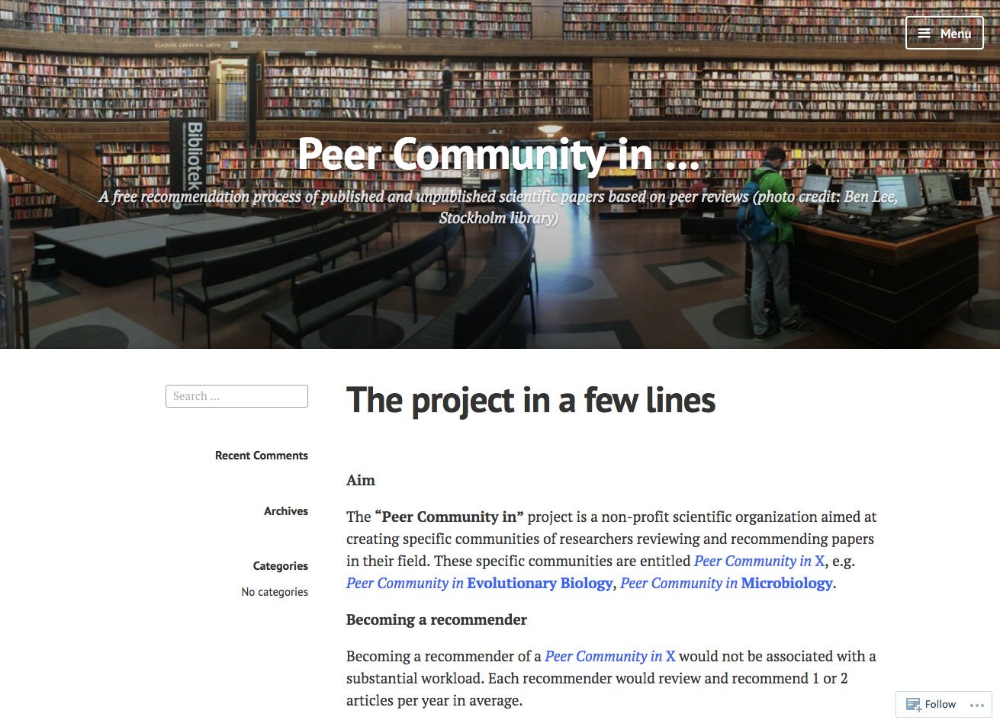 KLASSISK GREKISKA LATIN
Menu
Bibliotek
Peer Community in ...
A free recommendation process of published and unpublished scientific papers based on peer reviews (photo credit: Ben Lee,
Stockholm library)
Search ...
Recent Comments
Archives
Categories
No categories
The project in a few lines
Aim
The “Peer Community in” project is a non-profit scientific organization aimed at
creating specific communities of researchers reviewing and recommending papers
in their field. These specific communities are entitled Peer Community in X, e.g.
Peer Community in Evolutionary Biology, Peer Community in Microbiology.
Becoming a recommender
Becoming a recommender of a Peer Community in X would not be associated with a
substantial workload. Each recommender would review and recommend 1 or 2
articles per year in average.
Follow